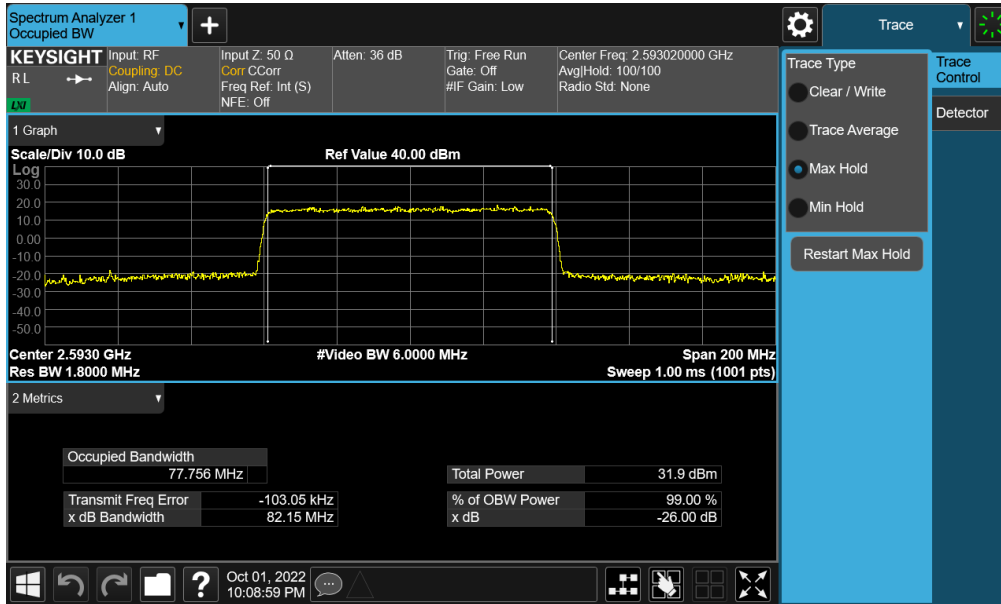 Spectrum Analyzer 1
Occupied BW
Trace
KEYSIGHT
R L
LXI
Input: RF
Coupling: DC
Align: Auto
Input Z: 50 Ω
Corr CCorr
Freq Ref: Int (S)
NFE: Off
Atten: 36 dB
Trig: Free Run
Gate: Off
#IF Gain: Low
Center Freq: 2.593020000 GHz
Avg|Hold: 100/100
Radio Std: None
Trace Type
Clear / Write
Trace Average
Max Hold
Min Hold
Restart Max Hold
Trace
Control
Detector
1 Graph
Scale/Div 10.0 dB
Ref Value 40.00 dBm
Log
30.0
20.0
10.0
0.00
-10.0
-20.0
-30.0
-40.0
-50.0
Center 2.5930 GHz
#Video BW 6.0000 MHz
Span 200 MHz
Res BW 1.8000 MHz
Sweep 1.00 ms (1001 pts)
2 Metrics
Occupied Bandwidth
77.756 MHz
Total Power 31.9 dBm
Transmit Freq Error -103.05 kHz
% of OBW Power 99.00 %
x dB Bandwidth 82.15 MHz
x dB -26.00 dB
?
Oct 01, 2022
10:08:59 PM